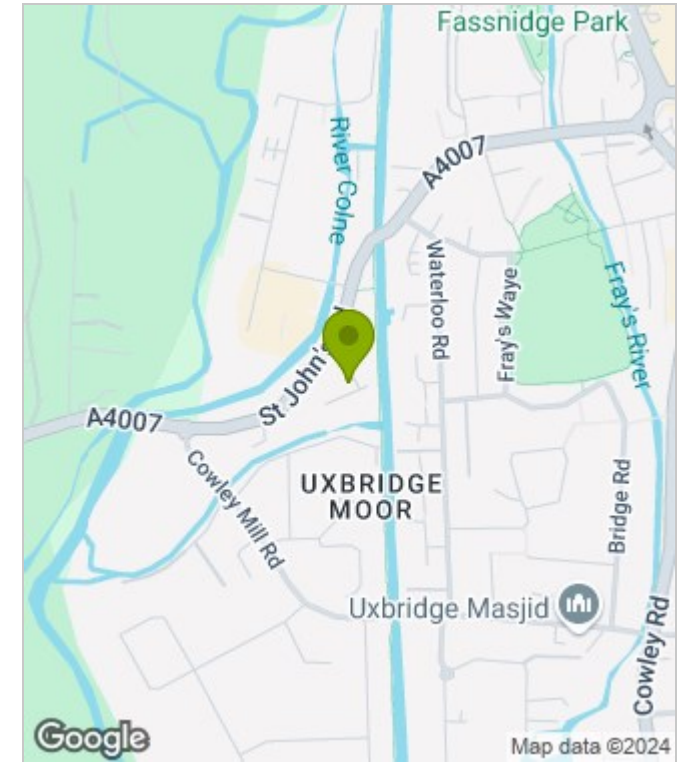 Fassnidge Park
River Colne
A4007
Waterloo Rd
Fray's Waye
Fray's River
St John's
A4007
Cowley Mill Rd
UXBRIDGE
MOOR
Bridge Rd
Uxbridge Masjid
Cowley Rd
Google
Map data ©2024